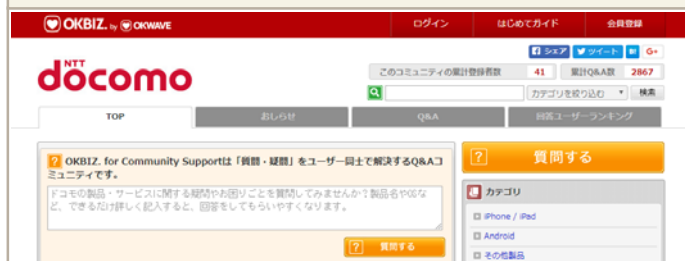 OKBIZ. by OKWAVE
ログイン
はじめてガイド
会員登録
シェア
ツイート
B!
G+
NTT
döcomo
このコミュニティの累計登録者数 41 累計Q&A数 2867
カテゴリを絞り込む ▼ 検索
TOP
おしらせ
Q&A
回答ユーザーランキング
? OKBIZ. for Community Supportは「質問・疑問」をユーザー同士で解決するQ&Aコ
ミュニティです。
ドコモの製品・サービスに関する疑問やお困りごとを質問してみませんか？製品名やOSな
ど、できるだけ詳しく記入すると、回答をしてもらいやすくなります。
? 質問する
? 質問する
カテゴリ
iPhone / iPad
Android
その他製品